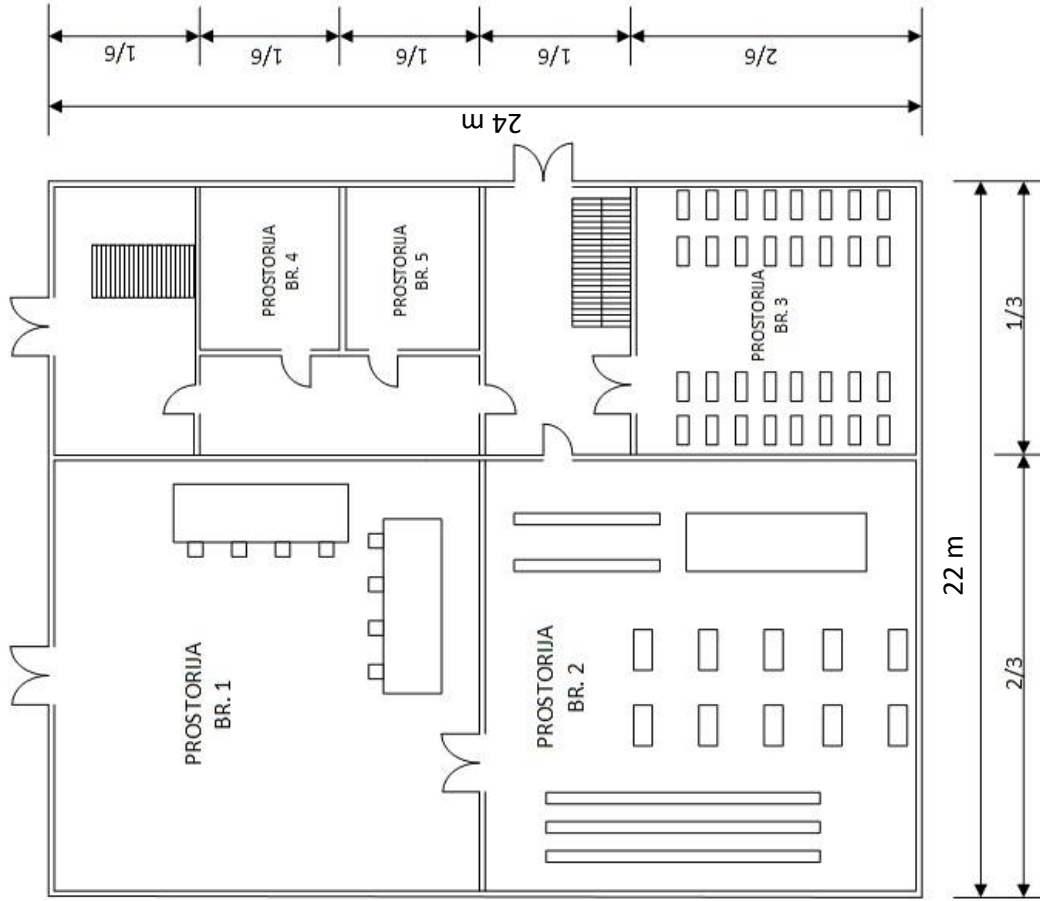 1/6
1/6
1/6
1/6
2/6
24 m
PROSTORIJA
BR. 4
PROSTORIJA
BR. 5
PROSTORIJA
BR. 3
PROSTORIJA
BR. 1
PROSTORIJA
BR. 2
1/3
22 m
2/3